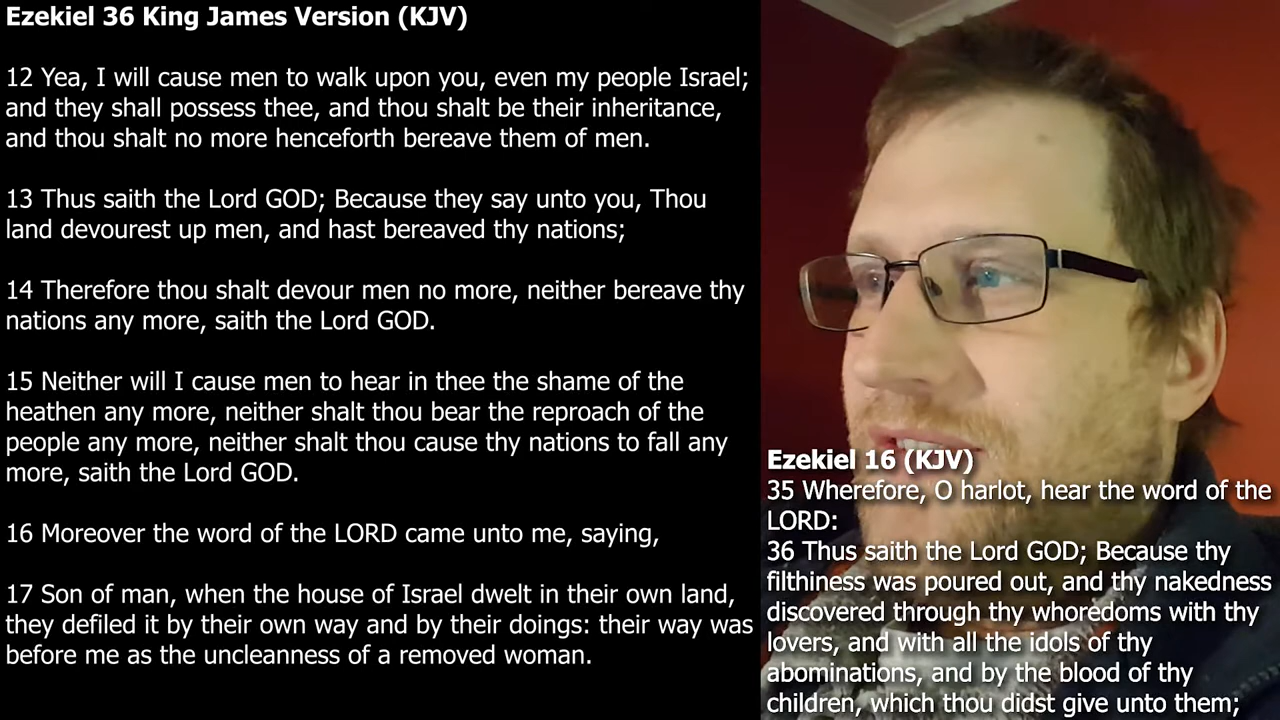 Ezekiel 36 King James Version (KJV)
12 Yea, I will cause men to walk upon you, even my people Israel;
and they shall possess thee, and thou shalt be their inheritance,
and thou shalt no more henceforth bereave them of men.
13 Thus saith the Lord GOD; Because they say unto you, Thou
land devourest up men, and hast bereaved thy nations;
14 Therefore thou shalt devour men no more, neither bereave thy
nations any more, saith the Lord GOD.
15 Neither will I cause men to hear in thee the shame of the
heathen any more, neither shalt thou bear the reproach of the
people any more, neither shalt thou cause thy nations to fall any
more, saith the Lord GOD.
16 Moreover the word of the LORD came unto me, saying,
17 Son of man, when the house of Israel dwelt in their own land,
they defiled it by their own way and by their doings: their way was
before me as the uncleanness of a removed woman.
Ezekiel 16 (KJV)
35 Wherefore, O harlot, hear the word of the
LORD:
36 Thus saith the Lord GOD; Because thy
filthiness was poured out, and thy nakedness
discovered through thy whoredoms with thy
lovers, and with all the idols of thy
abominations, and by the blood of thy
children, which thou didst give unto them;